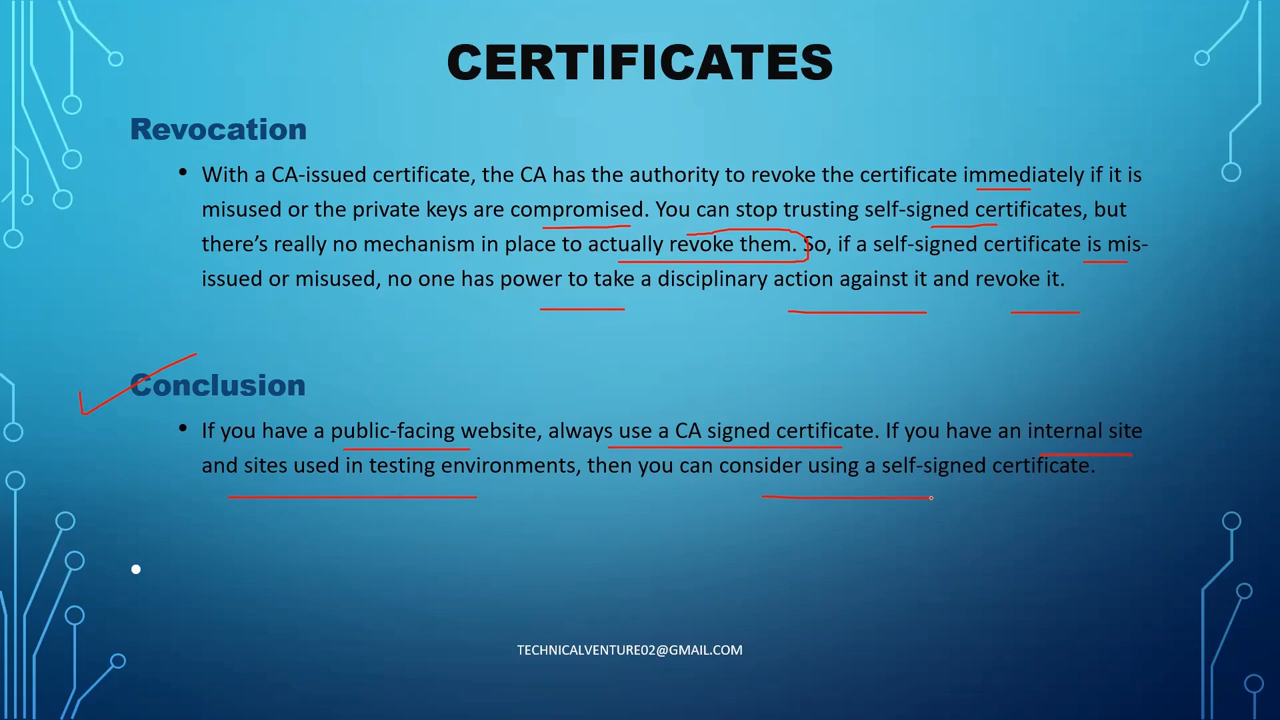 CERTIFICATES
Revocation
• With a CA-issued certificate, the CA has the authority to revoke the certificate immediately if it is
misused or the private keys are compromised. You can stop trusting self-signed certificates, but
there’s really no mechanism in place to actually revoke them. So, if a self-signed certificate is mis-
issued or misused, no one has power to take a disciplinary action against it and revoke it.
Conclusion
• If you have a public-facing website, always use a CA signed certificate. If you have an internal site
and sites used in testing environments, then you can consider using a self-signed certificate.
TECHNICALVENTURE02@GMAIL.COM